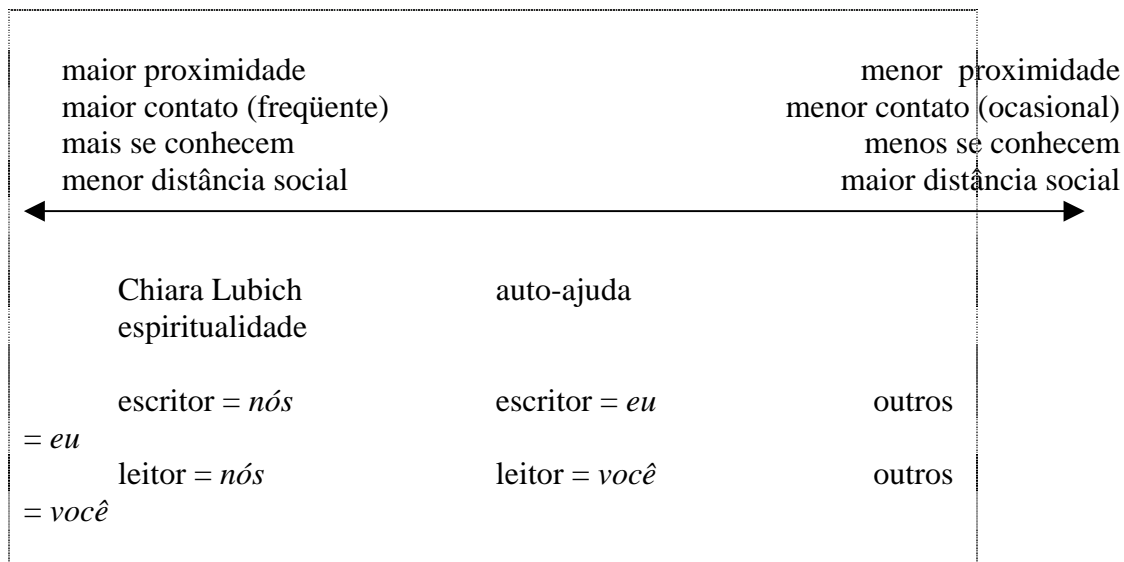 maior proximidade menor proximidade
maior contato (freqüente) menor contato (ocasional)
mais se conhecem menos se conhecem
menor distância social maior distância social
Chiara Lubich auto-ajuda
espiritualidade
escritor = nós escritor = eu outros
= eu
leitor = nós leitor = você outros
= você